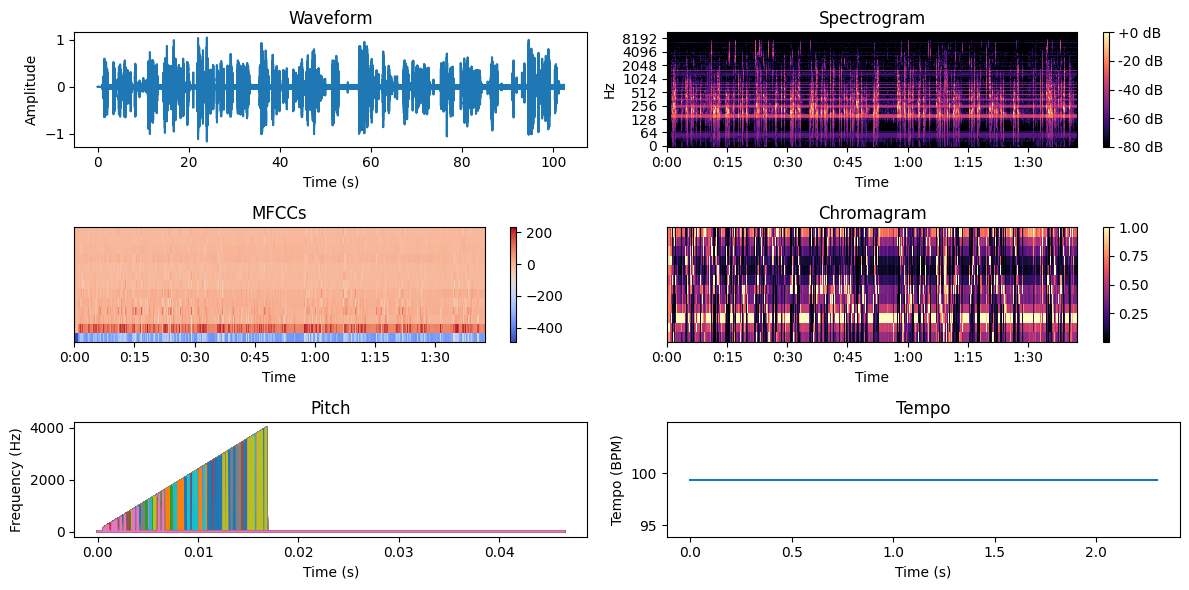 Waveform
Amplitude
1
0
−1
0
20
40
60
80
100
Time (s)
Spectrogram
Hz
8192
4096
2048
1024
512
256
128
64
0
0:00
0:15
0:30
0:45
1:00
1:15
1:30
Time
+0 dB
-20 dB
-40 dB
-60 dB
-80 dB
MFCCs
0:00
0:15
0:30
0:45
1:00
1:15
1:30
Time
200
0
−200
−400
Chromagram
0:00
0:15
0:30
0:45
1:00
1:15
1:30
Time
1.00
0.75
0.50
0.25
Pitch
Frequency (Hz)
4000
2000
0
0.00
0.01
0.02
0.03
0.04
Time (s)
Tempo
Tempo (BPM)
100
95
0.0
0.5
1.0
1.5
2.0
Time (s)